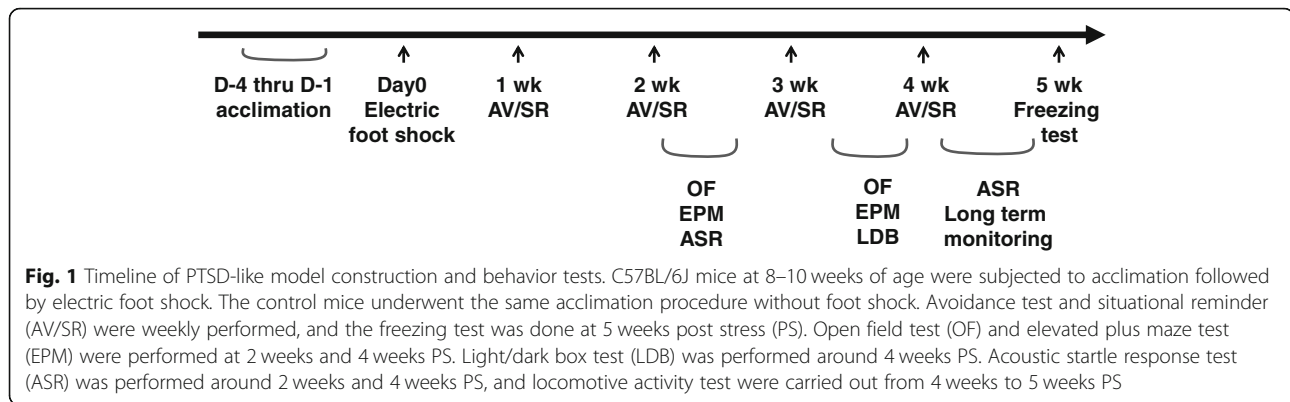 D-4 thru D-1 acclimation
Day0 Electric foot shock
1 wk AV/SR
2 wk AV/SR
3 wk AV/SR
4 wk AV/SR
5 wk Freezing test
OF EPM ASR
OF EPM LDB
ASR Long term monitoring
Fig. 1 Timeline of PTSD-like model construction and behavior tests. C57BL/6J mice at 8–10 weeks of age were subjected to acclimation followed
by electric foot shock. The control mice underwent the same acclimation procedure without foot shock. Avoidance test and situational reminder
(AV/SR) were weekly performed, and the freezing test was done at 5 weeks post stress (PS). Open field test (OF) and elevated plus maze test
(EPM) were performed at 2 weeks and 4 weeks PS. Light/dark box test (LDB) was performed around 4 weeks PS. Acoustic startle response test
(ASR) was performed around 2 weeks and 4 weeks PS, and locomotive activity test were carried out from 4 weeks to 5 weeks PS